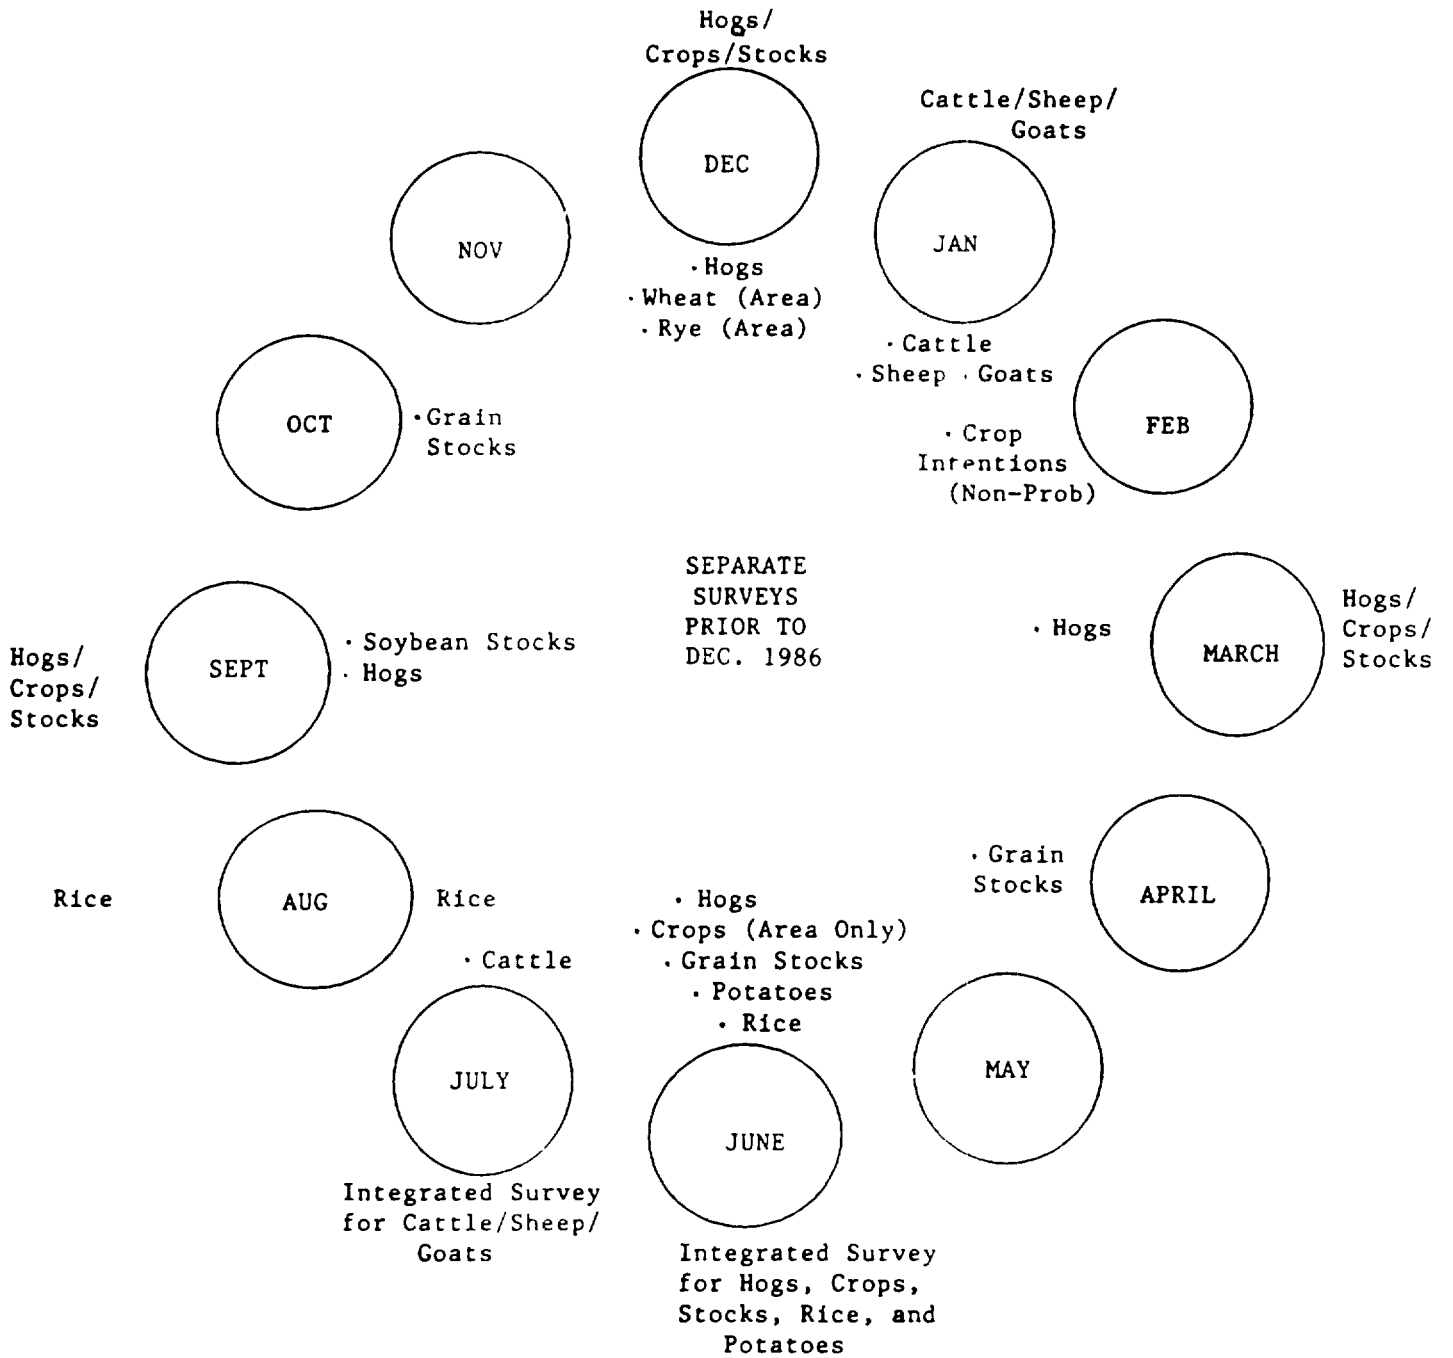 Hogs/
Crops/Stocks
DEC
· Hogs
· Wheat (Area)
· Rye (Area)
Cattle/Sheep/
Goats
JAN
· Cattle
· Sheep · Goats
NOV
OCT
· Grain
Stocks
FEB
· Crop
Intentions
(Non-Prob)
SEPARATE
SURVEYS
PRIOR TO
DEC. 1986
· Hogs
MARCH
Hogs/
Crops/
Stocks
Hogs/
Crops/
Stocks
SEPT
· Soybean Stocks
· Hogs
· Grain
Stocks
APRIL
Rice
AUG
Rice
· Cattle
JULY
Integrated Survey
for Cattle/Sheep/
Goats
· Hogs
· Crops (Area Only)
· Grain Stocks
· Potatoes
· Rice
JUNE
Integrated Survey
for Hogs, Crops,
Stocks, Rice, and
Potatoes
MAY